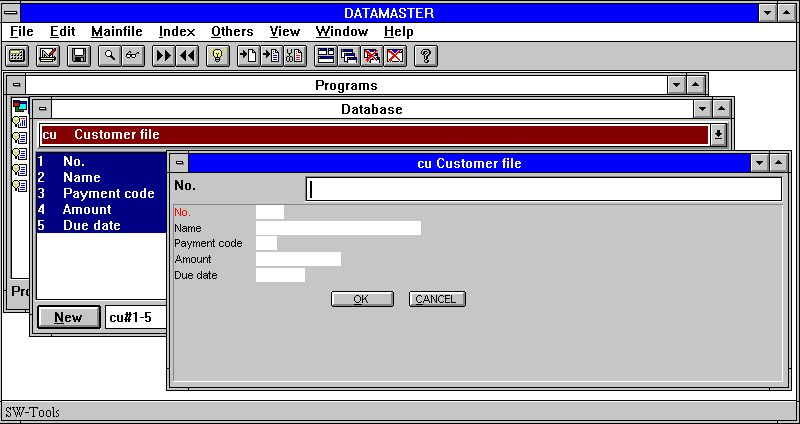 DATAMASTER
File Edit Mainfile Index Others View Window Help
Programs
Database
cu Customer file
1 No.
2 Name
3 Payment code
4 Amount
5 Due date
New cu#1-5
cu Customer file
No.
No.
Name
Payment code
Amount
Due date
OK CANCEL
SW-Tools